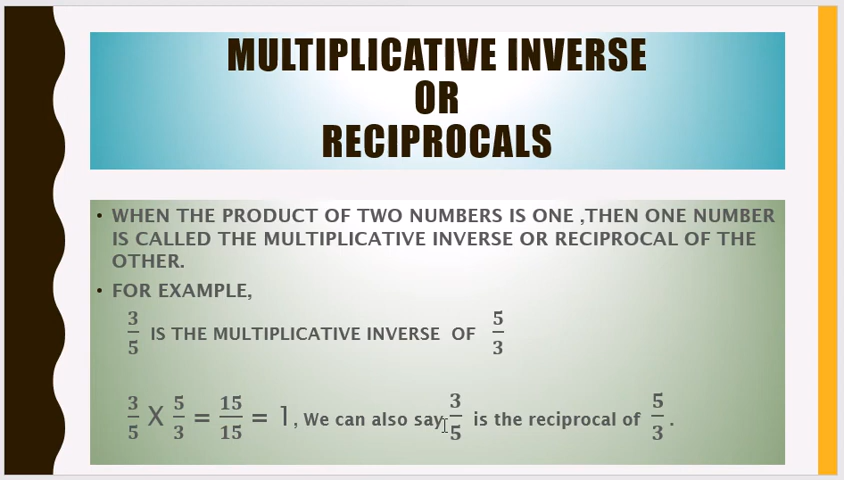 MULTIPLICATIVE INVERSE
OR
RECIPROCALS
• WHEN THE PRODUCT OF TWO NUMBERS IS ONE ,THEN ONE NUMBER
IS CALLED THE MULTIPLICATIVE INVERSE OR RECIPROCAL OF THE
OTHER.
• FOR EXAMPLE,
3/5 IS THE MULTIPLICATIVE INVERSE OF 5/3
3/5 X 5/3 = 15/15 = 1, We can also say 3/5 is the reciprocal of 5/3.